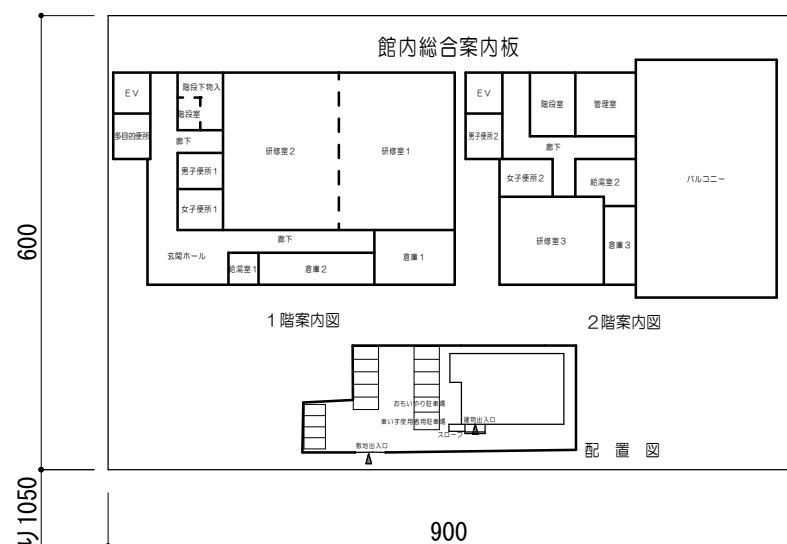 館内総合案内板
EV
階段下物入
階段室
多目的便所
廊下
男子便所1
女子便所1
研修室2
研修室1
玄関ホール
廊下
給湯室1
倉庫2
倉庫1
1階案内図
EV
階段室
管理室
男子便所2
廊下
女子便所2
給湯室2
バルコニー
研修室3
倉庫3
2階案内図
おもいやり駐車場
車いす使用者用駐車場
建物出入口
スロープ
敷地出入口
配置図
600
り1050
900